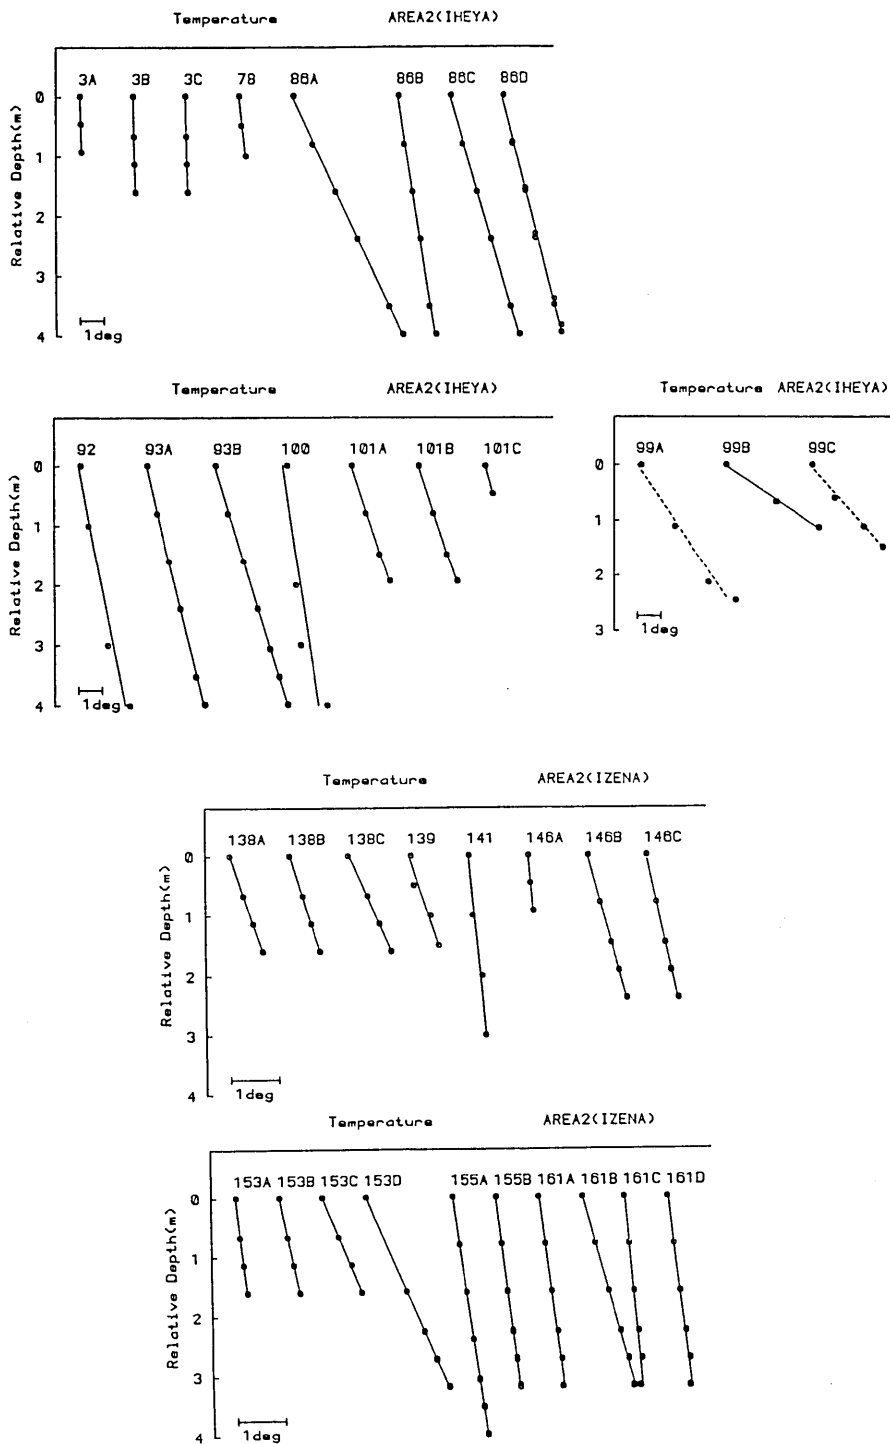 Temperature AREA2(IHEYA)
3A 3B 3C 78 86A 86B 86C 86D
0
1
2
3
4
Relative Depth(m)
1deg
Temperature AREA2(IHEYA)
92 93A 93B 100 101A 101B 101C
0
1
2
3
4
Relative Depth(m)
1deg
Temperature AREA2(IHEYA)
99A 99B 99C
0
1
2
3
1deg
Temperature AREA2(IZENA)
138A 138B 138C 139 141 146A 146B 146C
0
1
2
3
4
Relative Depth(m)
1deg
Temperature AREA2(IZENA)
153A 153B 153C 153D 155A 155B 161A 161B 161C 161D
0
1
2
3
4
Relative Depth(m)
1deg